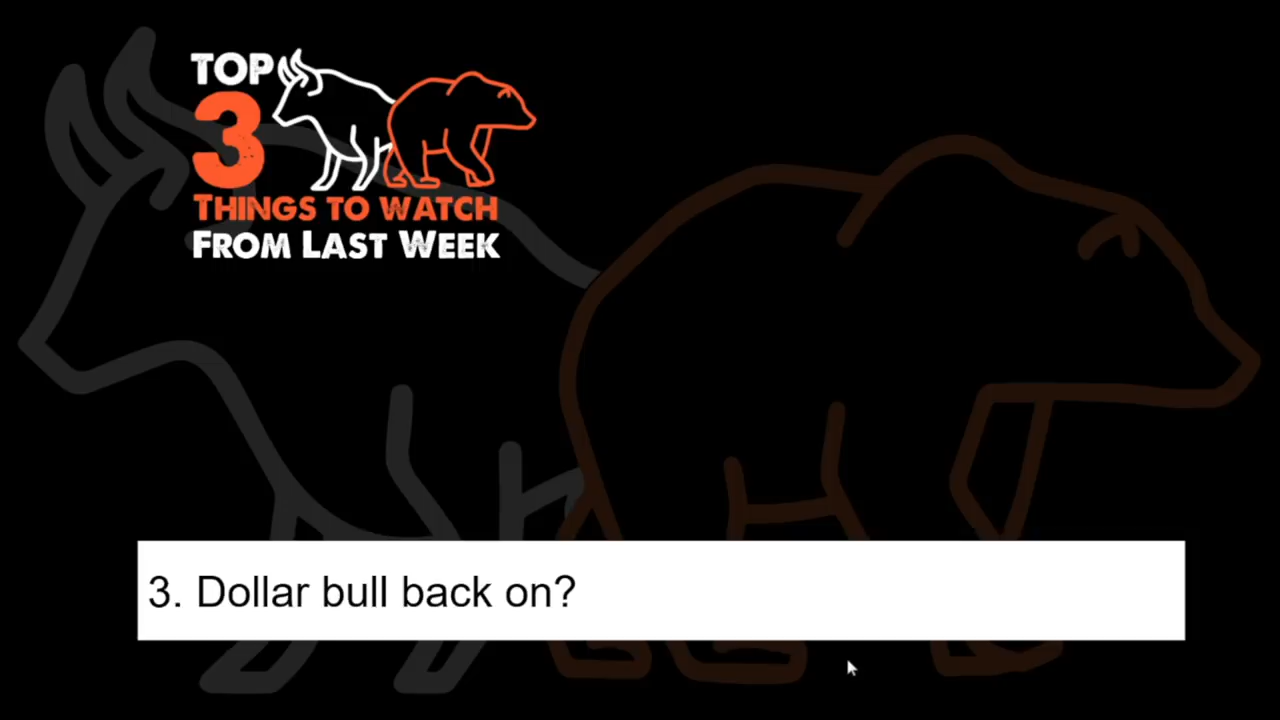 TOP
3
THINGS TO WATCH
FROM LAST WEEK
3. Dollar bull back on?